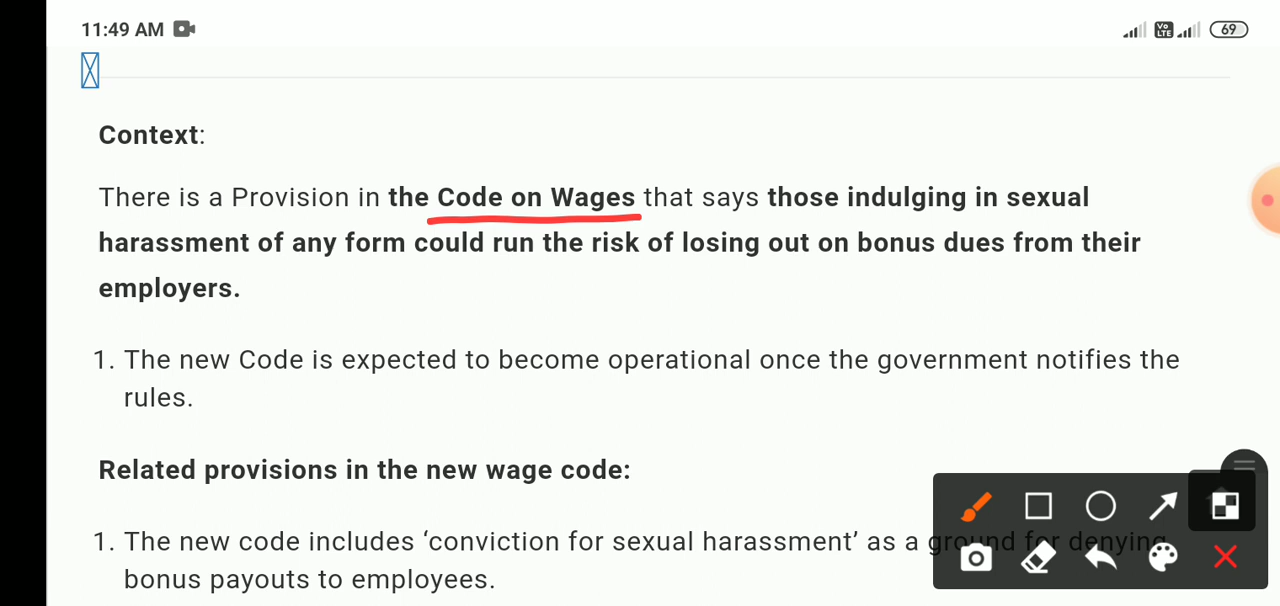 11:49 AM
Vo LTE
69
Context:
There is a Provision in the Code on Wages that says those indulging in sexual
harassment of any form could run the risk of losing out on bonus dues from their
employers.
1. The new Code is expected to become operational once the government notifies the
rules.
Related provisions in the new wage code:
1. The new code includes ‘conviction for sexual harassment’ as a ground for denying
bonus payouts to employees.